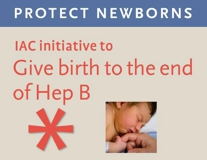 PROTECT NEWBORNS
IAC initiative to
Give birth to the end
of Hep B